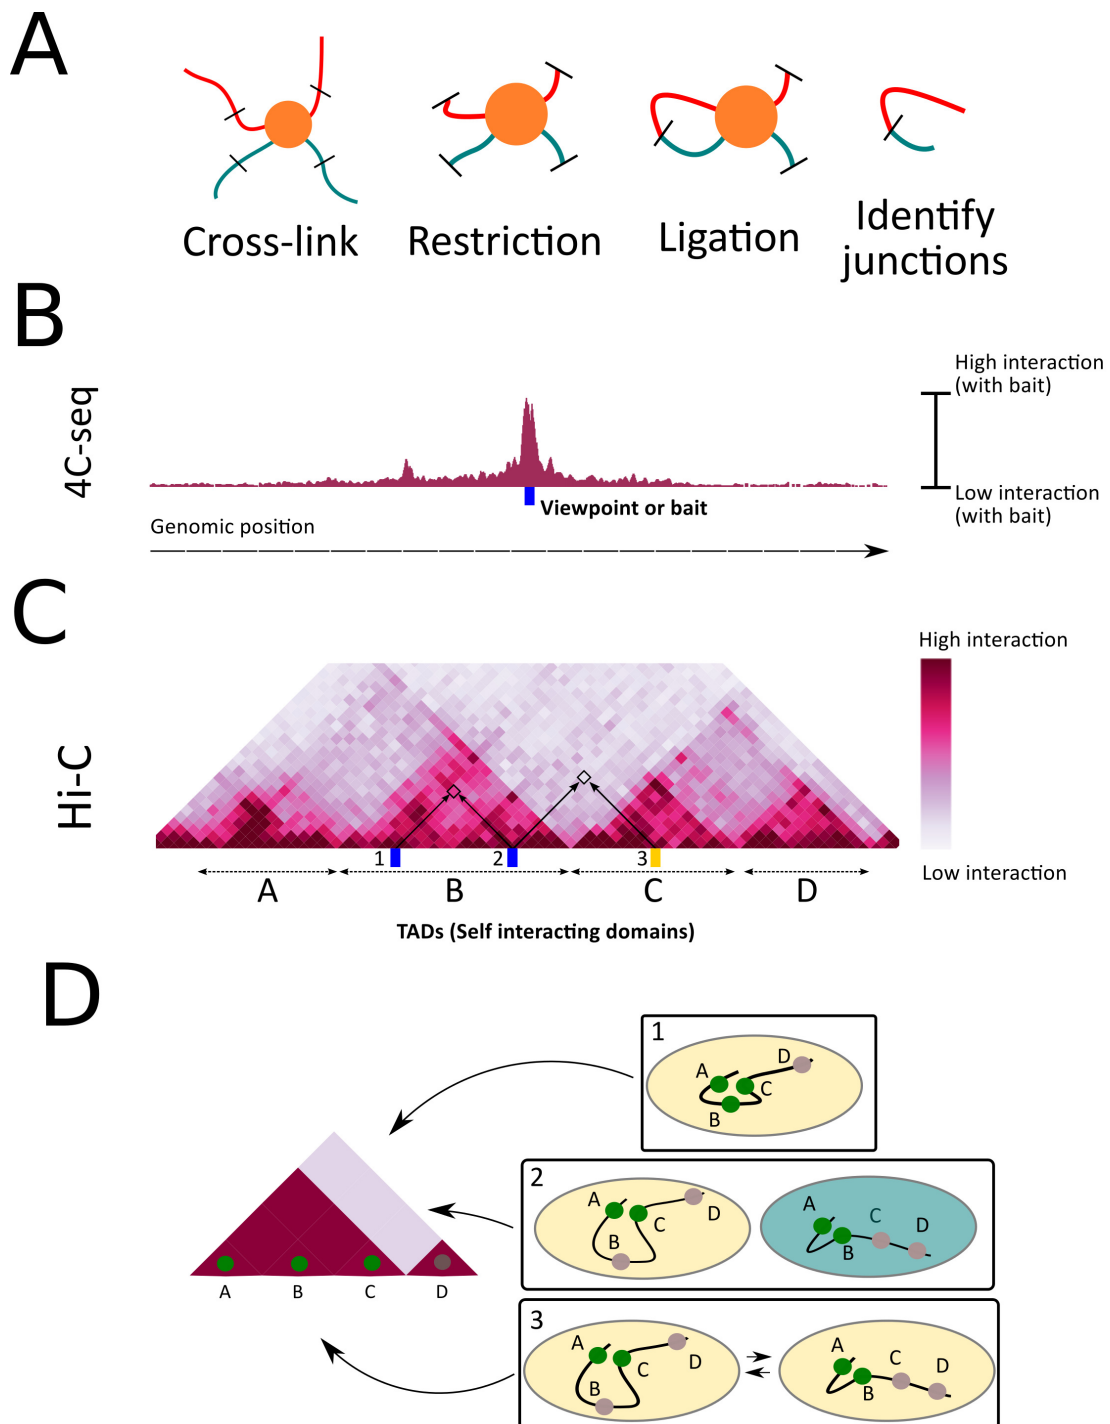 A
Cross-link
Restriction
Ligation
Identify
junctions
B
4C-seq
High interaction
(with bait)
Low interaction
(with bait)
Viewpoint or bait
Genomic position
C
Hi-C
High interaction
Low interaction
1
2
3
A
B
C
D
TADs (Self interacting domains)
D
1
A
B
C
D
2
A
B
C
D
A
B
C
D
3
A
B
C
D
A
B
C
D
A
B
C
D